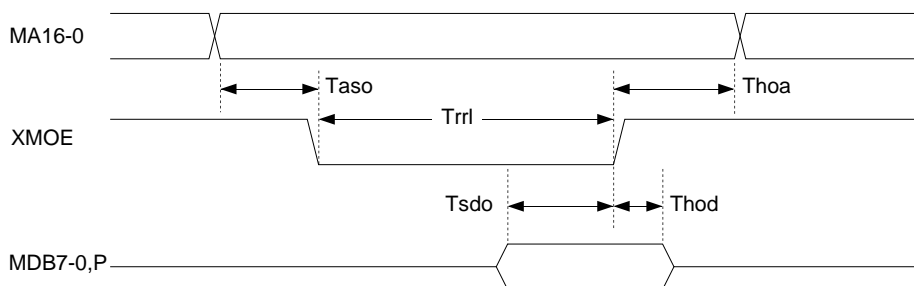 MA16-0
Taso
Thoa
Trrl
XMOE
Tsdo
Thod
MDB7-0,P